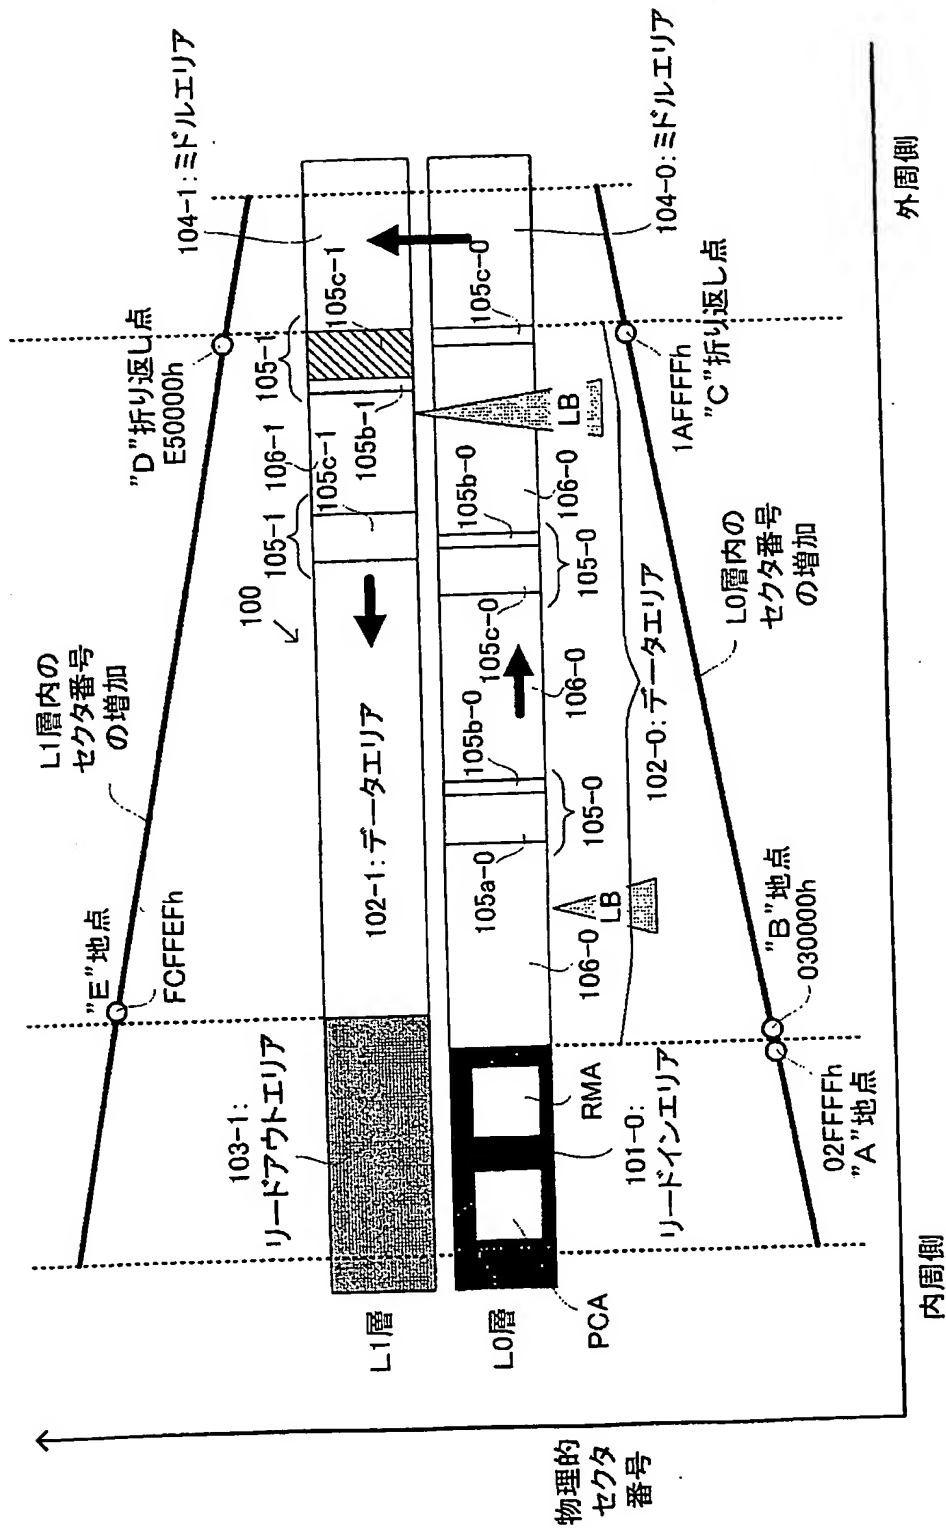 物理的
セクタ
番号
内周側
外周側
L1層
L0層
L1層内の
セクタ番号
の増加
"E"地点
FCFFEFh
"D"折り返し点
E50000h
104-1:ミドルエリア
100
105-1
106-1
105-1
105c-1
105b-1
105c-1
103-1:
リードアウトエリア
102-1:データエリア
105a-0
105b-0
105c-0
105b-0
105c-0
LB
LB
106-0
105-0
106-0
105-0
106-0
104-0:ミドルエリア
PCA
RMA
101-0:
リードインエリア
102-0:データエリア
02FFFFh
"A"地点
"B"地点
030000h
L0層内の
セクタ番号
の増加
1AFFFFh
"C"折り返し点